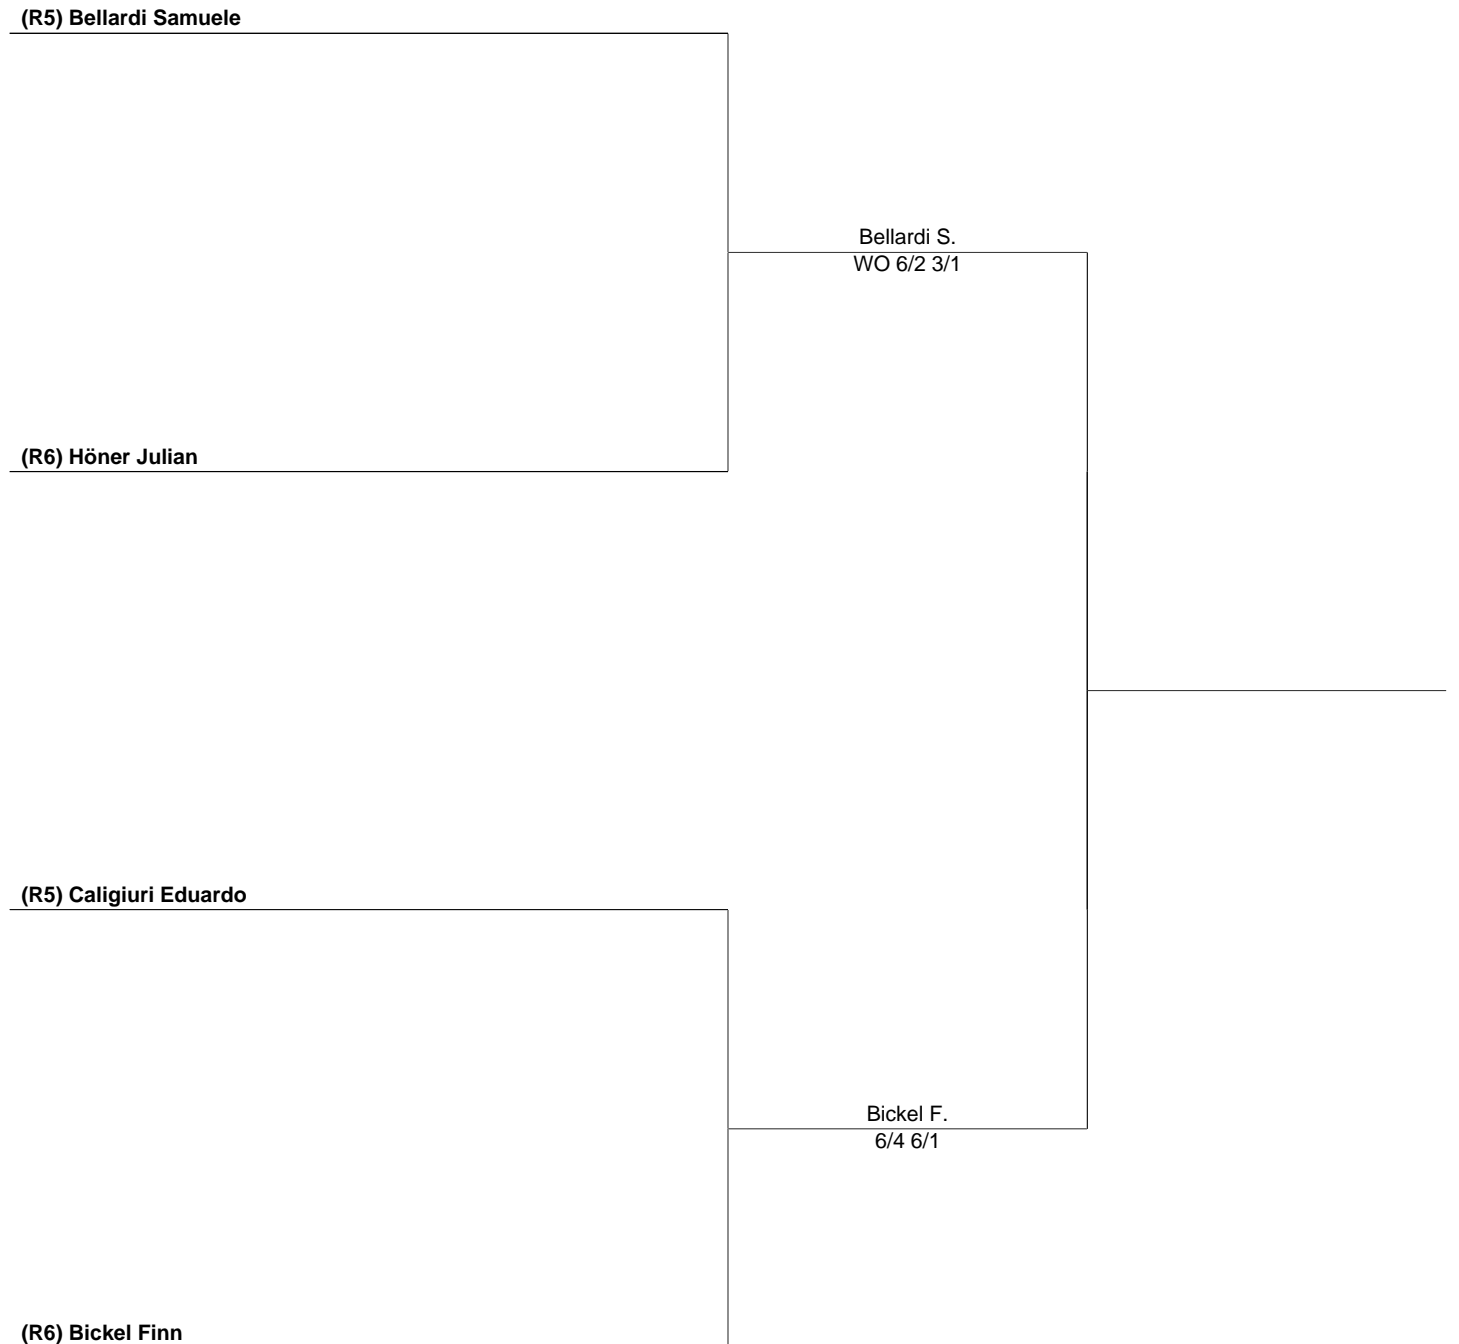 (R5) Bellardi Samuele
Bellardi S.
WO 6/2 3/1
(R6) Höner Julian
(R5) Caligiuri Eduardo
Bickel F.
6/4 6/1
(R6) Bickel Finn